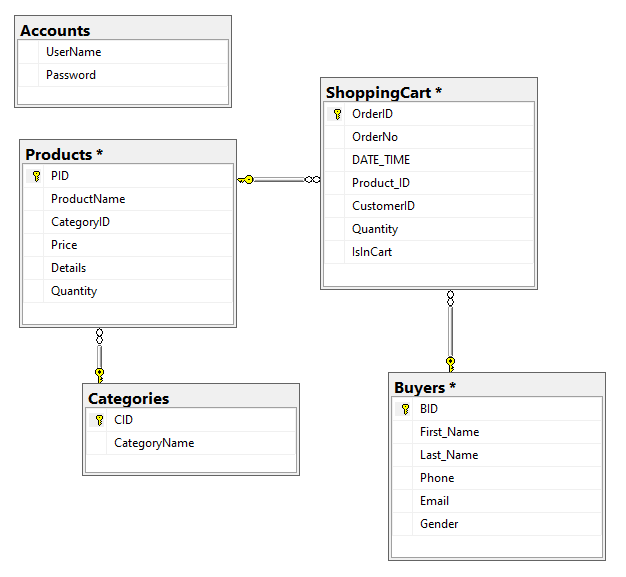 Accounts
UserName
Password
ShoppingCart *
OrderID
OrderNo
DATE_TIME
Product_ID
CustomerID
Quantity
IsInCart
Products *
PID
ProductName
CategoryID
Price
Details
Quantity
Categories
CID
CategoryName
Buyers *
BID
First_Name
Last_Name
Phone
Email
Gender